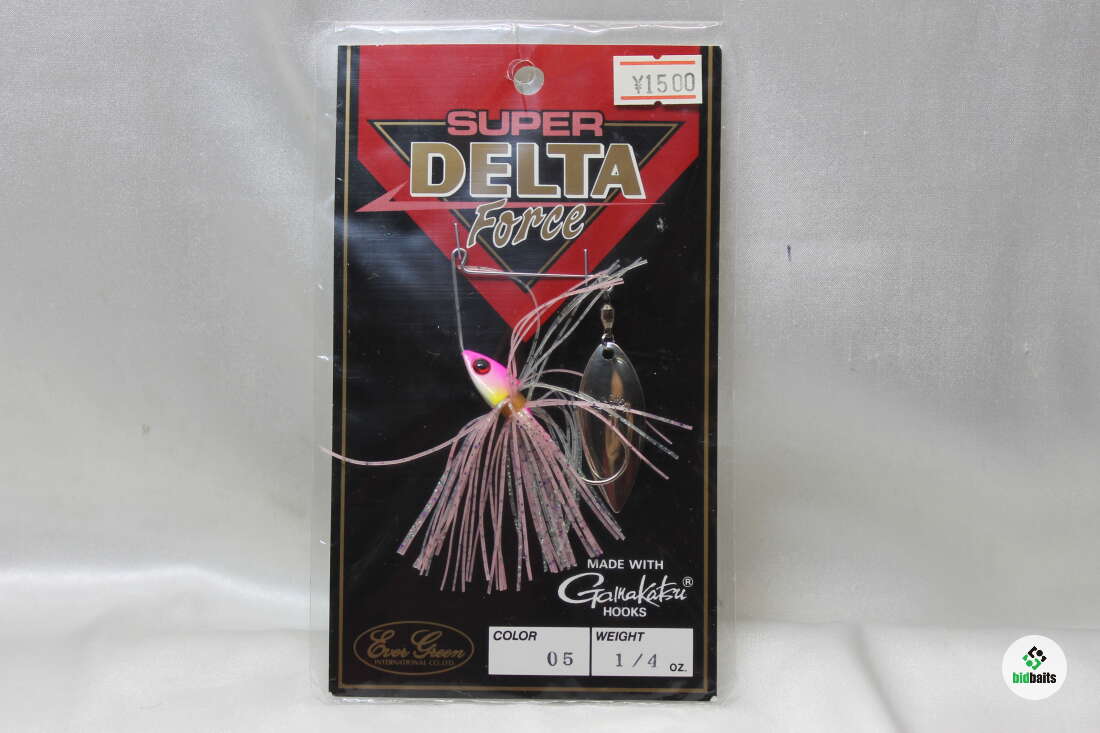 ¥1500
SUPER
DELTA
Force
MADE WITH
Gamakatsu®
HOOKS
Ever Green
INTERNATIONAL CO.,LTD.
COLOR
05
WEIGHT
1/4 oz.
bidbaits